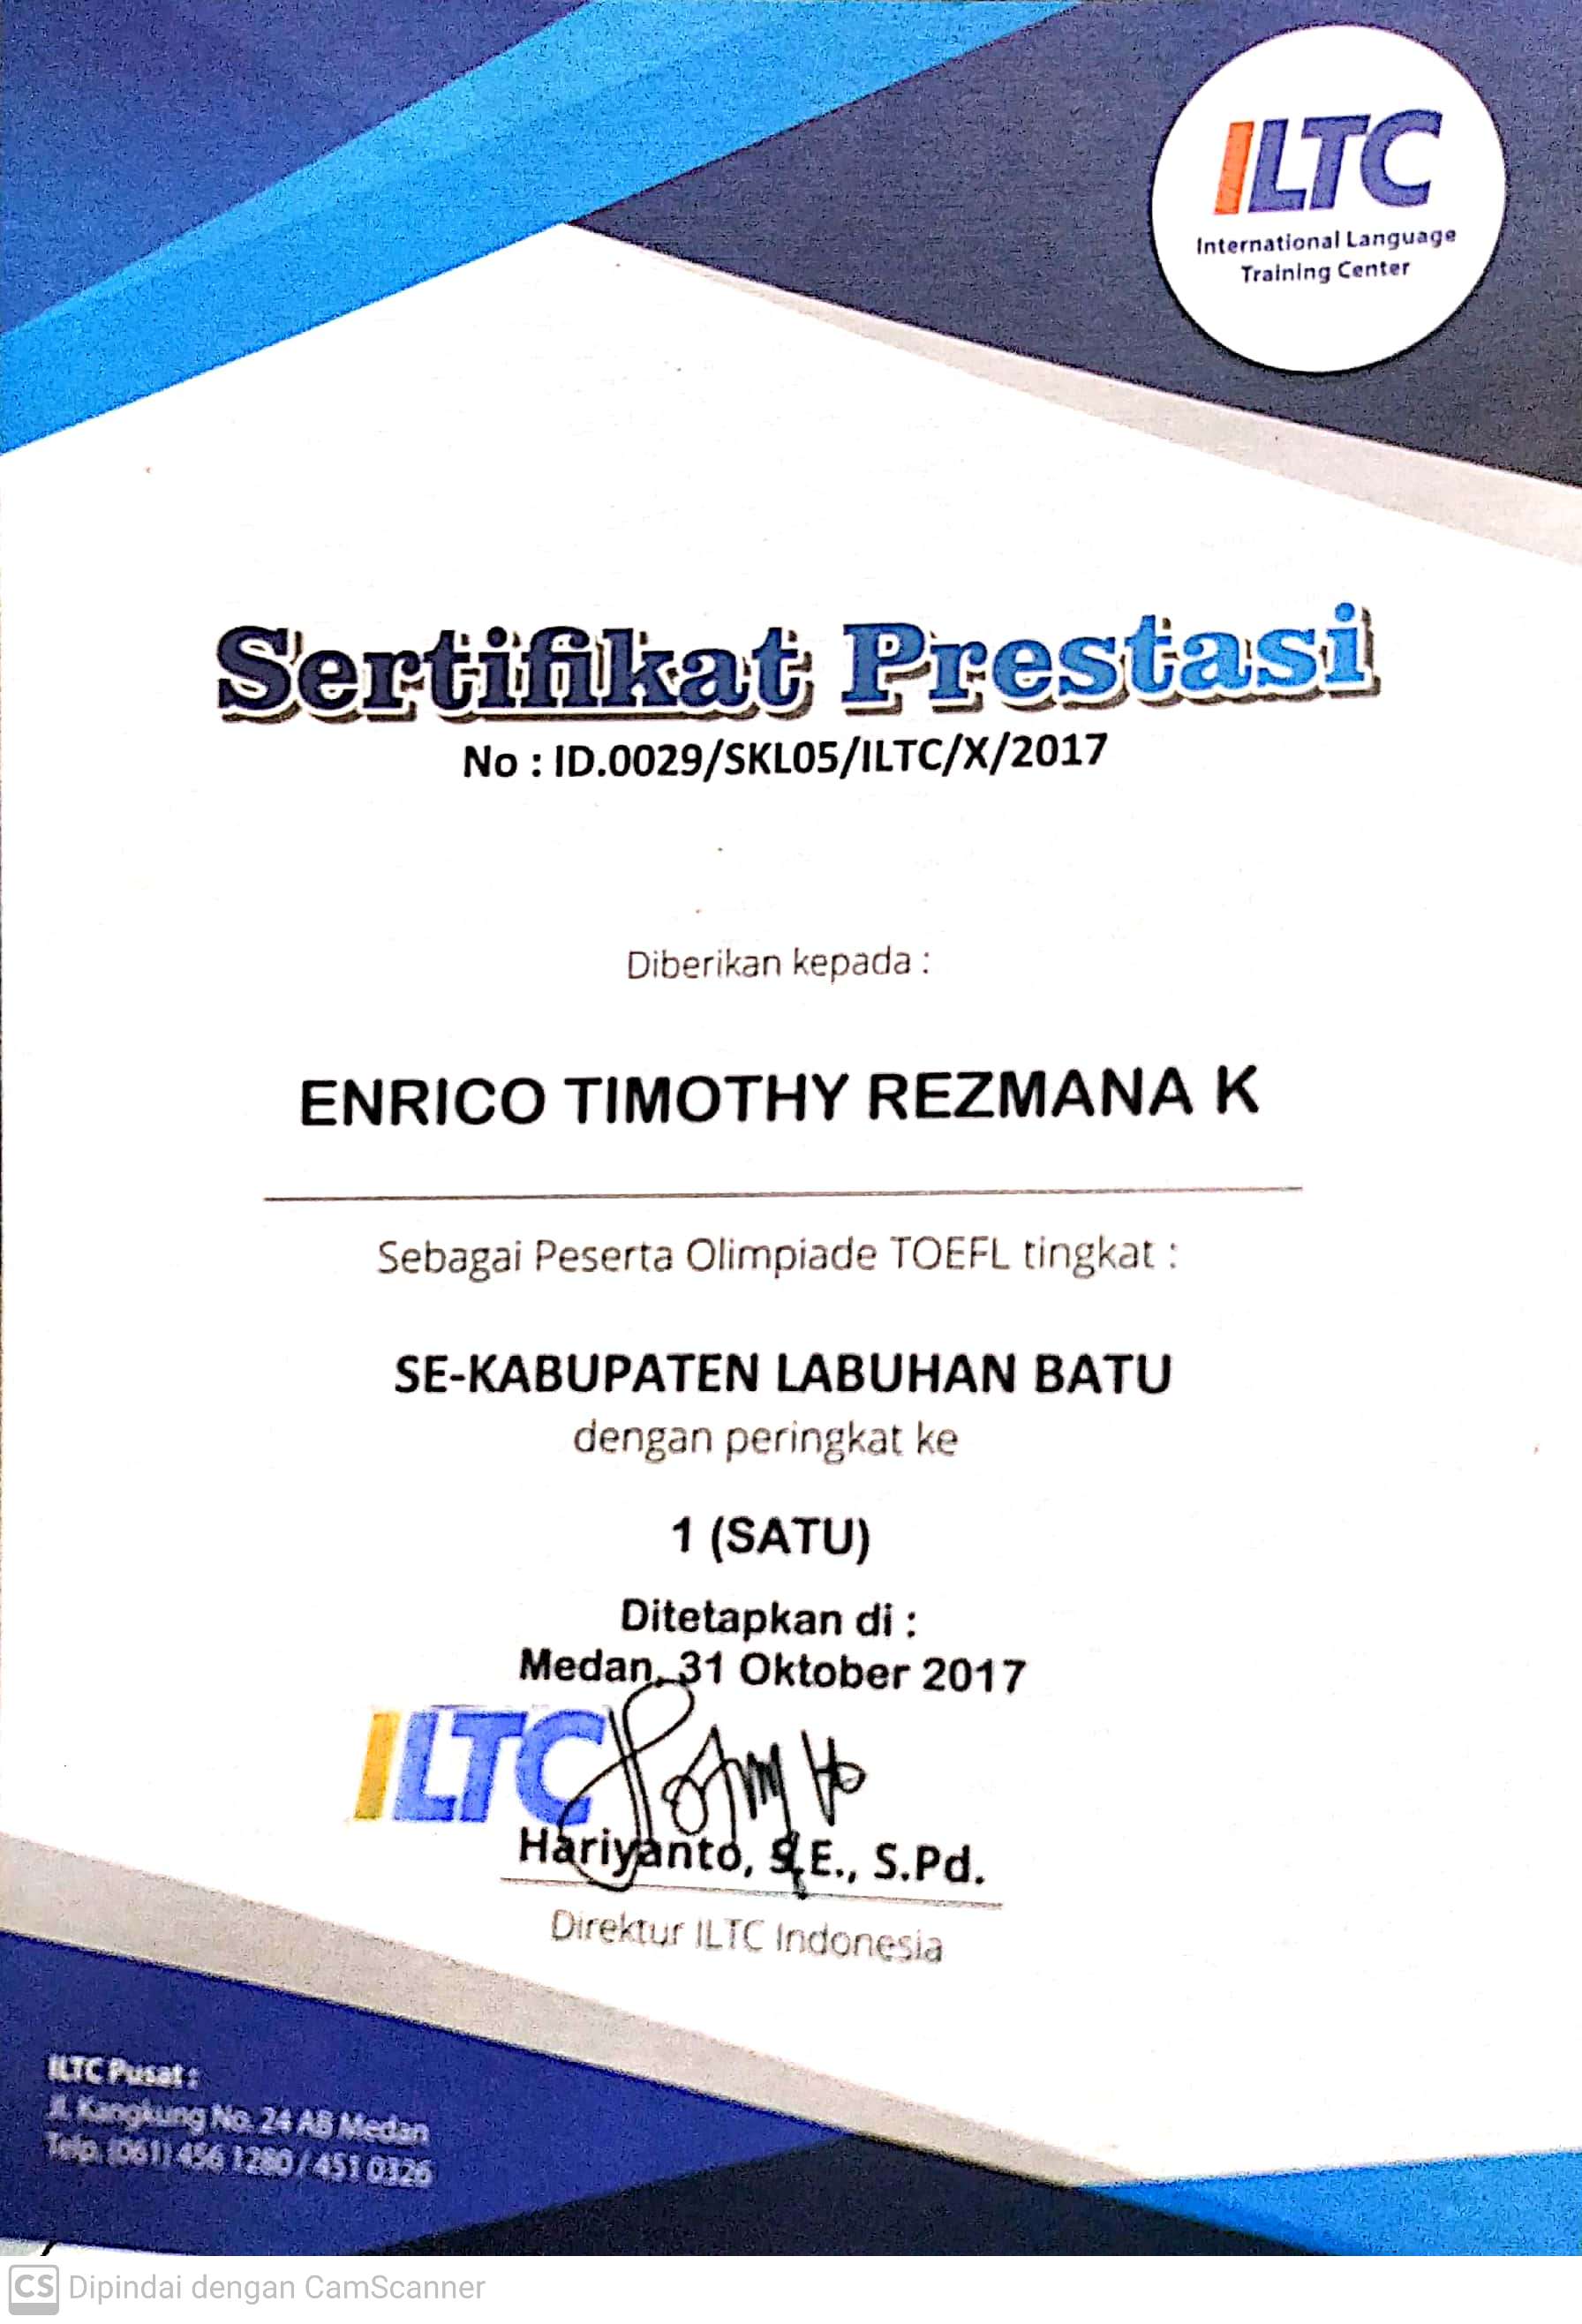 ILTC
International Language
Training Center
Sertifikat Prestasi
No : ID.0029/SKL05/ILTC/X/2017
Diberikan kepada :
ENRICO TIMOTHY REZMANA K
Sebagai Peserta Olimpiade TOEFL tingkat :
SE-KABUPATEN LABUHAN BATU
dengan peringkat ke
1 (SATU)
Ditetapkan di :
Medan, 31 Oktober 2017
ILTC
Hariyanto, S.E., S.Pd.
Direktur ILTC Indonesia
ILTC Pusat :
Jl. Kangkung No. 24 AB Medan
Telp. (061) 456 1280 / 451 0326
CS Dipindai dengan CamScanner